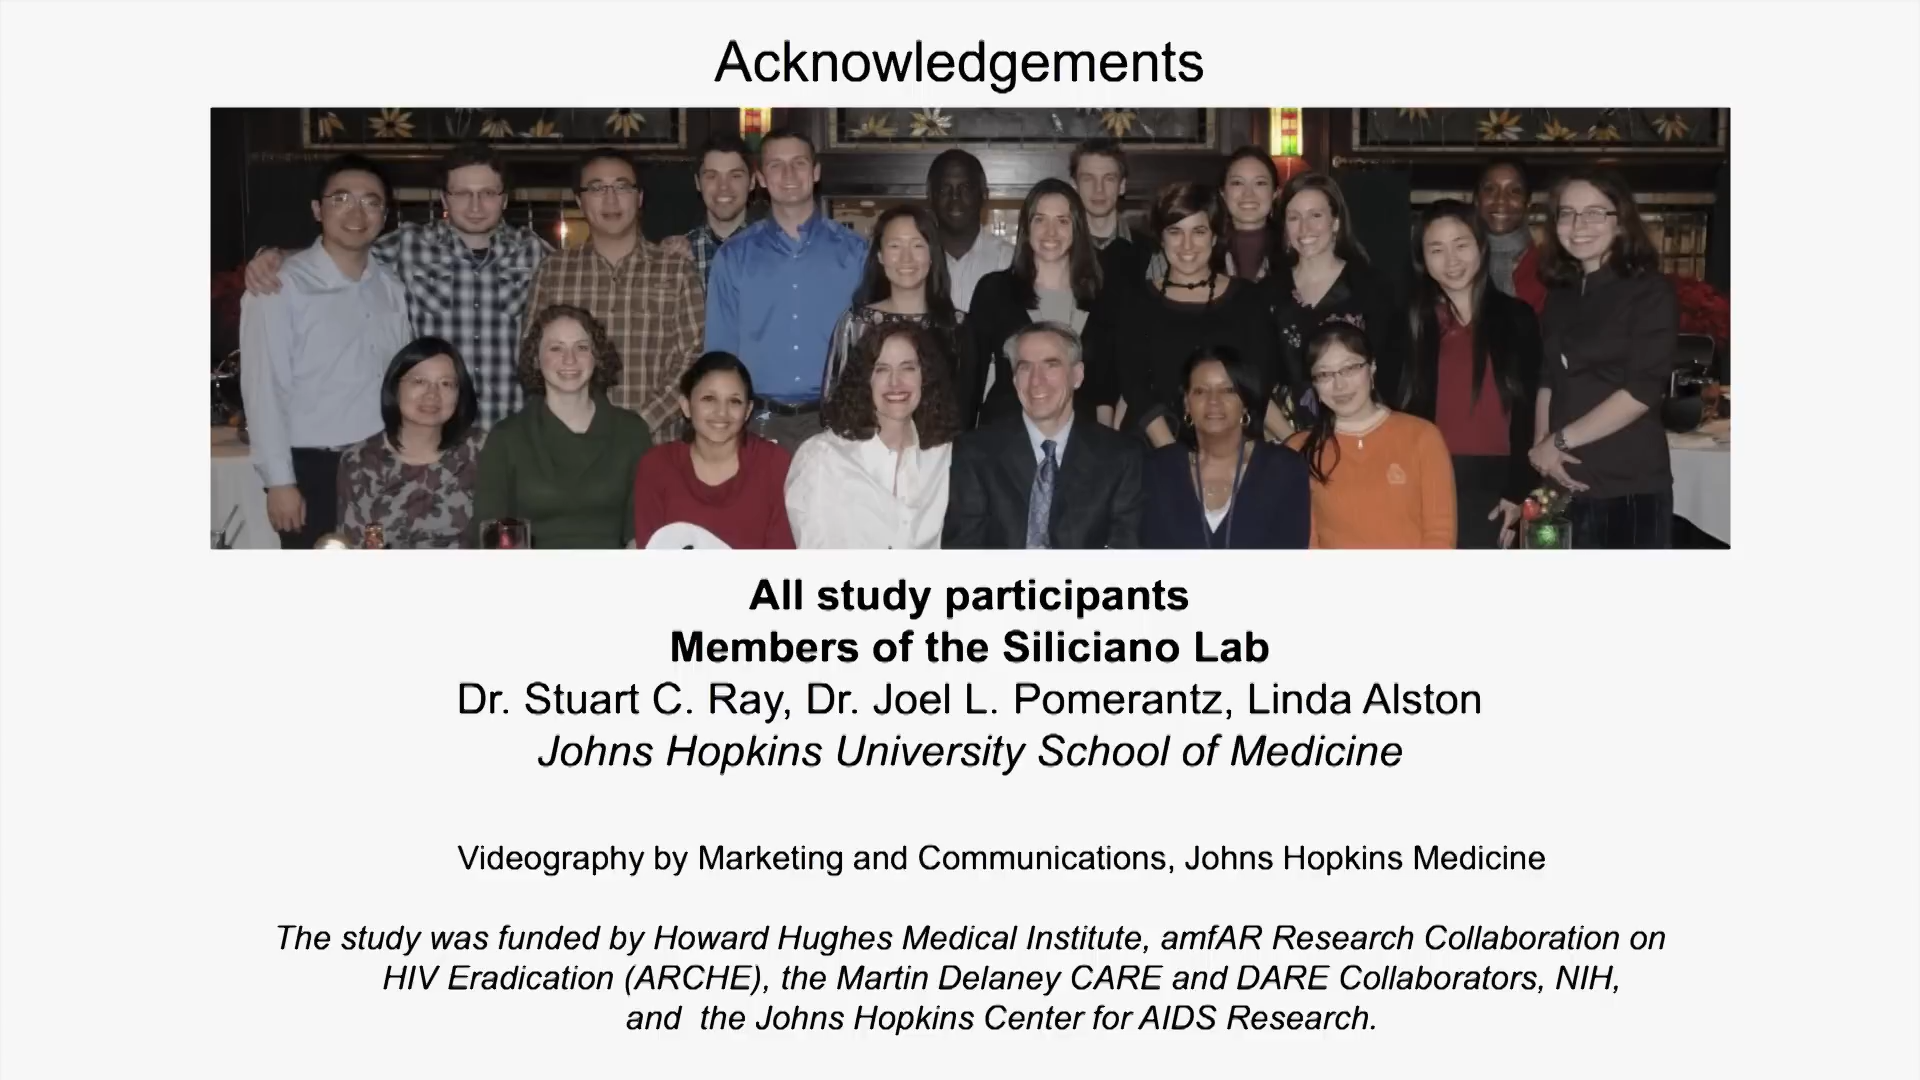 Acknowledgements
All study participants
Members of the Siliciano Lab
Dr. Stuart C. Ray, Dr. Joel L. Pomerantz, Linda Alston
Johns Hopkins University School of Medicine
Videography by Marketing and Communications, Johns Hopkins Medicine
The study was funded by Howard Hughes Medical Institute, amfAR Research Collaboration on
HIV Eradication (ARCHE), the Martin Delaney CARE and DARE Collaborators, NIH,
and  the Johns Hopkins Center for AIDS Research.